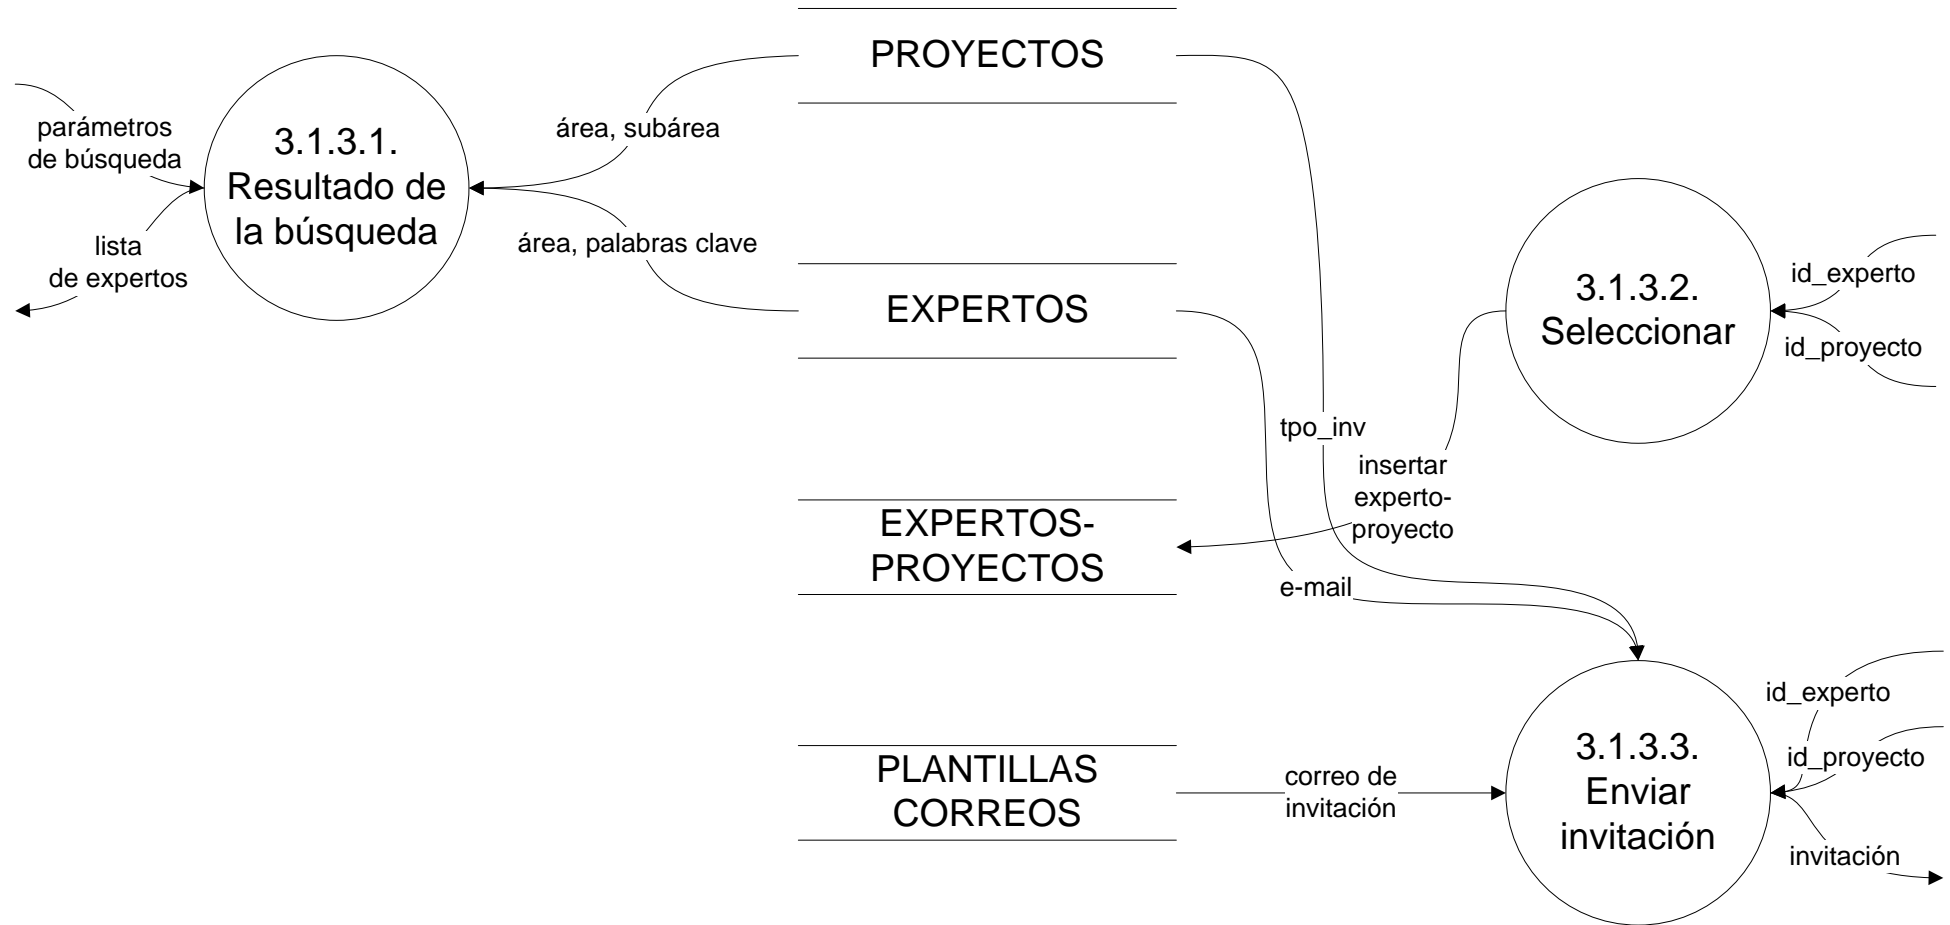 PROYECTOS
parámetros
de búsqueda
3.1.3.1.
Resultado de
la búsqueda
área, subárea
área, palabras clave
lista
de expertos
EXPERTOS
3.1.3.2.
Seleccionar
id_experto
id_proyecto
tpo_inv
insertar
experto-
proyecto
EXPERTOS-
PROYECTOS
e-mail
PLANTILLAS
CORREOS
correo de
invitación
3.1.3.3.
Enviar
invitación
id_experto
id_proyecto
invitación